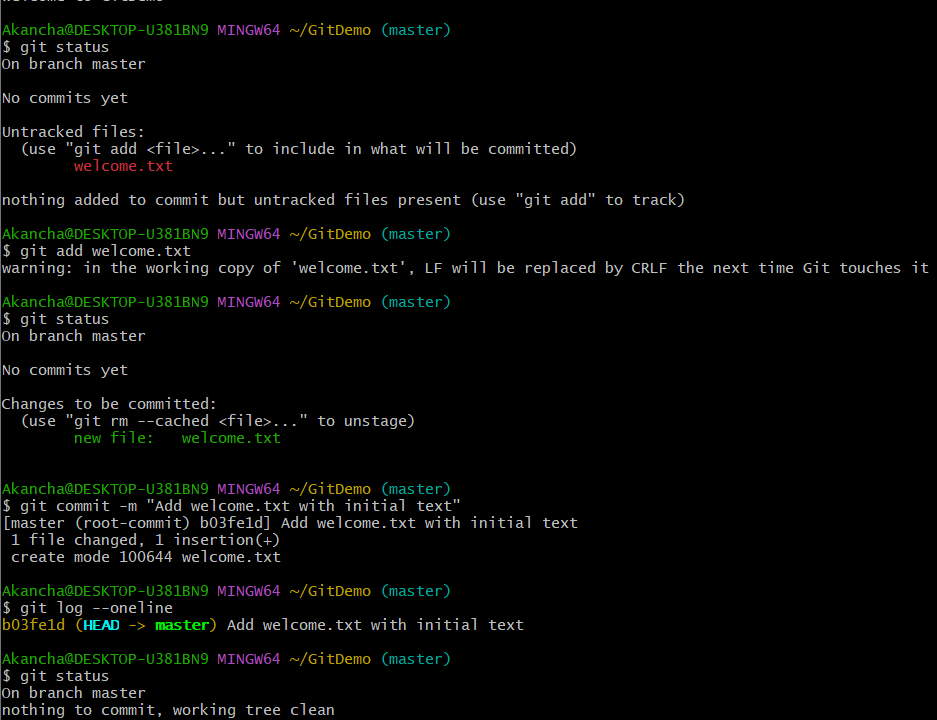 Akancha@DESKTOP-U381BN9 MINGW64 ~/GitDemo (master)
$ git status
On branch master
No commits yet
Untracked files:
(use "git add <file>..." to include in what will be committed)
welcome.txt
nothing added to commit but untracked files present (use "git add" to track)
Akancha@DESKTOP-U381BN9 MINGW64 ~/GitDemo (master)
$ git add welcome.txt
warning: in the working copy of 'welcome.txt', LF will be replaced by CRLF the next time Git touches it
Akancha@DESKTOP-U381BN9 MINGW64 ~/GitDemo (master)
$ git status
On branch master
No commits yet
Changes to be committed:
(use "git rm --cached <file>..." to unstage)
new file:   welcome.txt
Akancha@DESKTOP-U381BN9 MINGW64 ~/GitDemo (master)
$ git commit -m "Add welcome.txt with initial text"
[master (root-commit) b03fe1d] Add welcome.txt with initial text
1 file changed, 1 insertion(+)
create mode 100644 welcome.txt
Akancha@DESKTOP-U381BN9 MINGW64 ~/GitDemo (master)
$ git log --oneline
b03fe1d (HEAD -> master) Add welcome.txt with initial text
Akancha@DESKTOP-U381BN9 MINGW64 ~/GitDemo (master)
$ git status
On branch master
nothing to commit, working tree clean